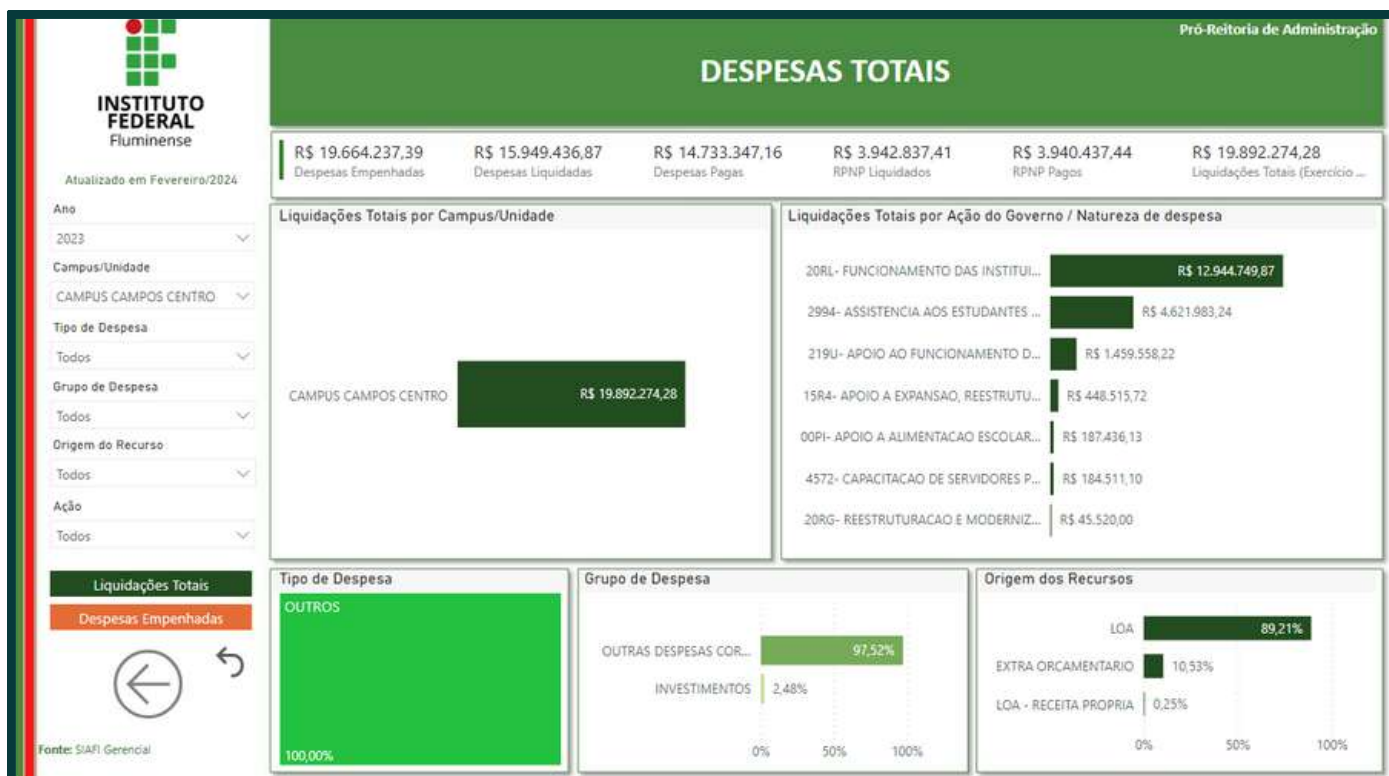 INSTITUTO
FEDERAL
Fluminense
Atualizado em Fevereiro/2024
Ano
2023
Campus/Unidade
CAMPUS CAMPOS CENTRO
Tipo de Despesa
Todos
Grupo de Despesa
Todos
Origem do Recurso
Todos
Ação
Todos
Liquidações Totais
Despesas Empenhadas
Fonte: SIAFI Gerencial
Pró-Reitoria de Administração
DESPESAS TOTAIS
R$ 19.664.237,39
Despesas Empenhadas
R$ 15.949.436,87
Despesas Liquidadas
R$ 14.733.347,16
Despesas Pagas
R$ 3.942.837,41
RPNP Liquidados
R$ 3.940.437,44
RPNP Pagos
R$ 19.892.274,28
Liquidações Totais (Exercício ...
Liquidações Totais por Campus/Unidade
CAMPUS CAMPOS CENTRO R$ 19.892.274,28
Liquidações Totais por Ação do Governo / Natureza de despesa
20RL- FUNCIONAMENTO DAS INSTITUI... R$ 12.944.749,87
2994- ASSISTENCIA AOS ESTUDANTES ... R$ 4.621.983,24
219U- APOIO AO FUNCIONAMENTO D... R$ 1.459.558,22
15R4- APOIO A EXPANSAO, REESTRUTU... R$ 448.515,72
00PI- APOIO A ALIMENTACAO ESCOLAR... R$ 187.436,13
4572- CAPACITACAO DE SERVIDORES P... R$ 184.511,10
20RG- REESTRUTURACAO E MODERNIZ... R$ 45.520,00
Tipo de Despesa
OUTROS
100,00%
Grupo de Despesa
OUTRAS DESPESAS COR... 97,52%
INVESTIMENTOS 2,48%
0% 50% 100%
Origem dos Recursos
LOA 89,21%
EXTRA ORCAMENTARIO 10,53%
LOA - RECEITA PROPRIA 0,25%
0% 50% 100%